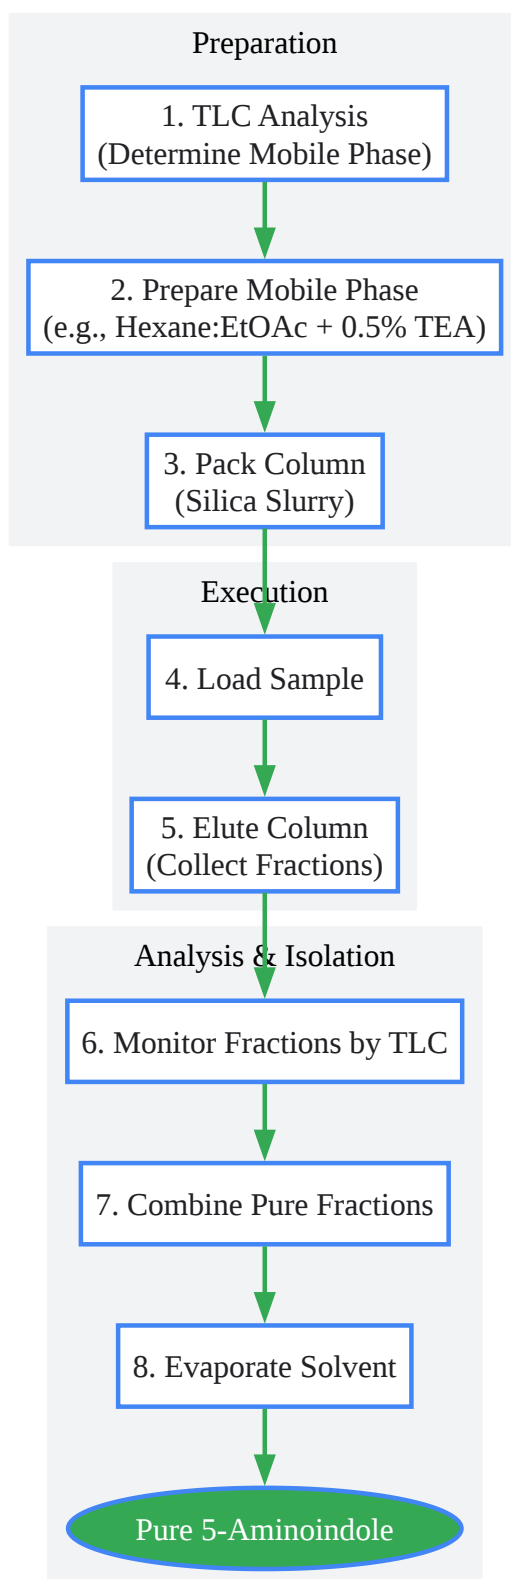 Preparation
1. TLC Analysis
(Determine Mobile Phase)
2. Prepare Mobile Phase
(e.g., Hexane:EtOAc + 0.5% TEA)
3. Pack Column
(Silica Slurry)
Execution
4. Load Sample
5. Elute Column
(Collect Fractions)
Analysis & Isolation
6. Monitor Fractions by TLC
7. Combine Pure Fractions
8. Evaporate Solvent
Pure 5-Aminoindole